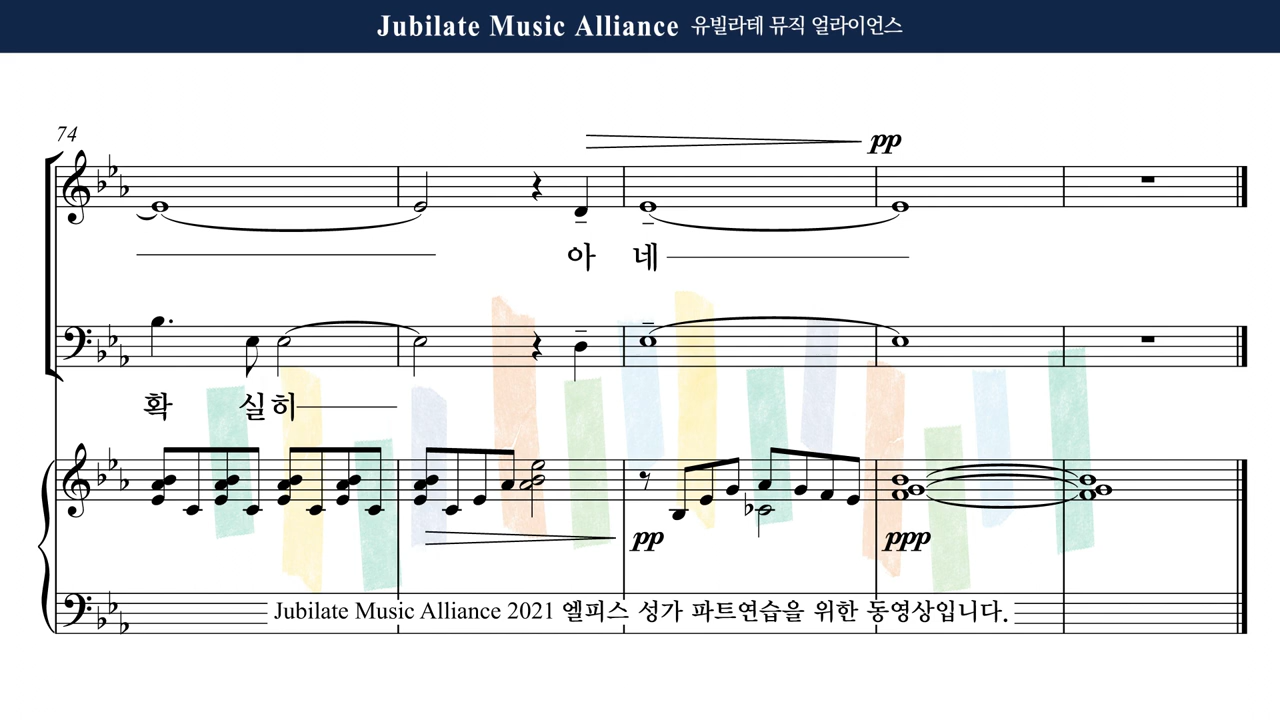 Jubilate Music Alliance 유빌라테 뮤직 얼라이언스
74
pp
아 네
확 실히
pp ppp
Jubilate Music Alliance 2021 엘피스 성가 파트연습을 위한 동영상입니다.